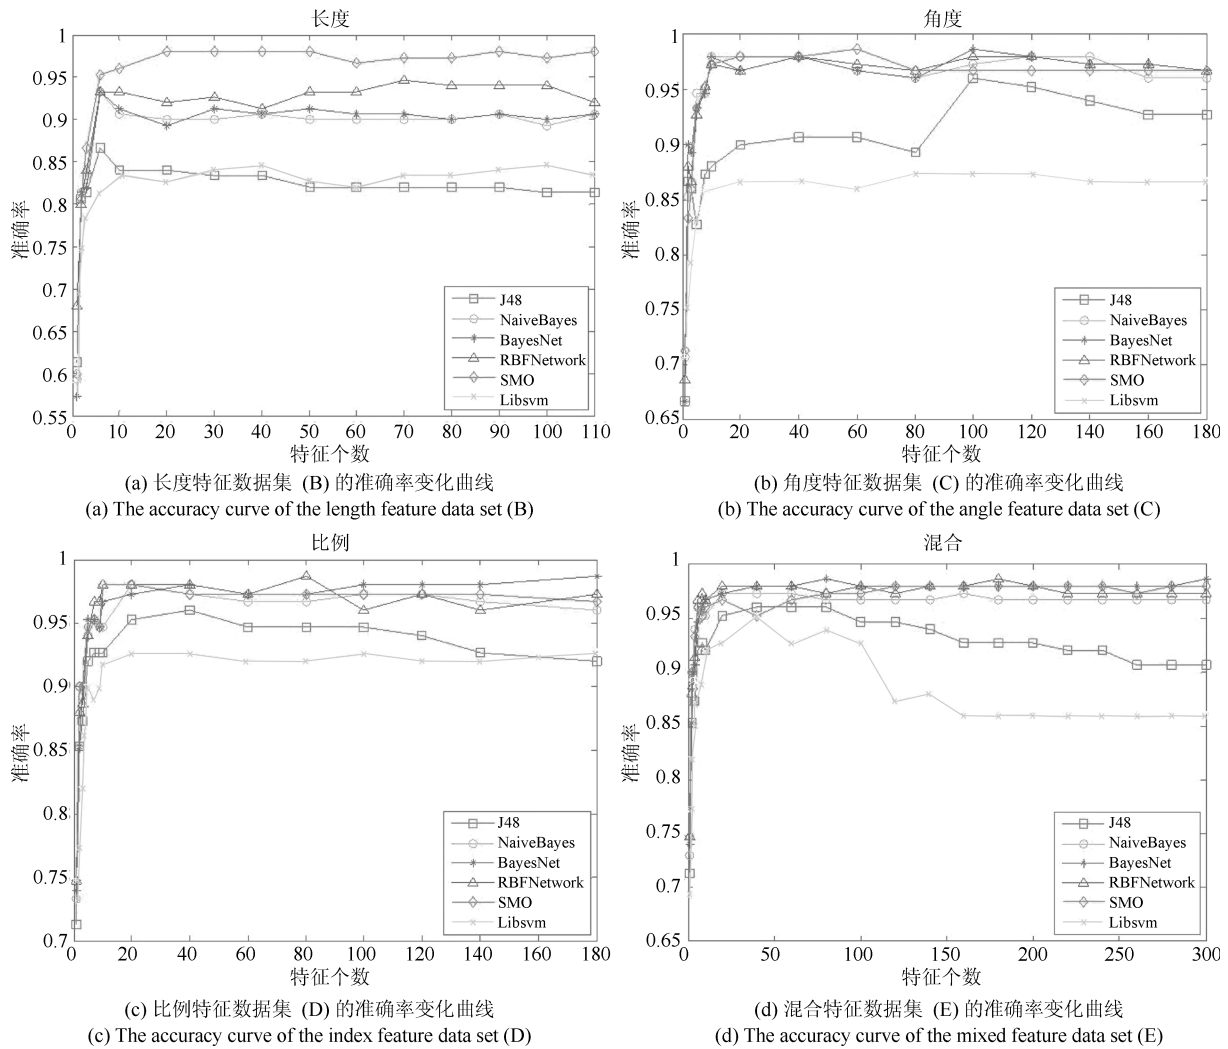 长度
1
0.95
0.9
0.85
0.8
0.75
0.7
0.65
0.6
0.55
准确率
0 10 20 30 40 50 60 70 80 90 100 110
特征个数
J48
NaiveBayes
BayesNet
RBFNetwork
SMO
Libsvm
(a) 长度特征数据集 (B) 的准确率变化曲线
(a) The accuracy curve of the length feature data set (B)
角度
1
0.95
0.9
0.85
0.8
0.75
0.7
0.65
准确率
0 20 40 60 80 100 120 140 160 180
特征个数
J48
NaiveBayes
BayesNet
RBFNetwork
SMO
Libsvm
(b) 角度特征数据集 (C) 的准确率变化曲线
(b) The accuracy curve of the angle feature data set (C)
比例
1
0.95
0.9
0.85
0.8
0.75
0.7
准确率
0 20 40 60 80 100 120 140 160 180
特征个数
J48
NaiveBayes
BayesNet
RBFNetwork
SMO
Libsvm
(c) 比例特征数据集 (D) 的准确率变化曲线
(c) The accuracy curve of the index feature data set (D)
混合
1
0.95
0.9
0.85
0.8
0.75
0.7
0.65
准确率
0 50 100 150 200 250 300
特征个数
J48
NaiveBayes
BayesNet
RBFNetwork
SMO
Libsvm
(d) 混合特征数据集 (E) 的准确率变化曲线
(d) The accuracy curve of the mixed feature data set (E)